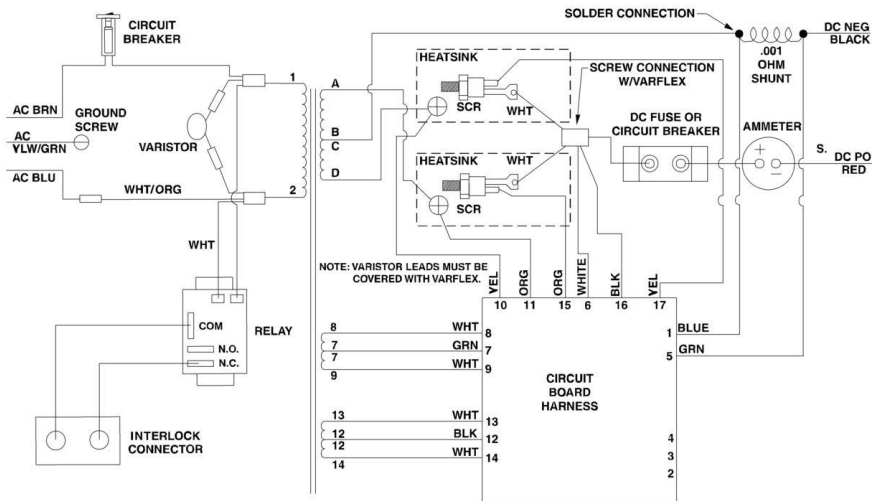 CIRCUIT
BREAKER
SOLDER CONNECTION
DC NEG
BLACK
.001
OHM
SHUNT
HEATSINK
SCREW CONNECTION
W/VARFLEX
WHT
SCR
AC BRN
GROUND
SCREW
AC
YLW/GRN
VARISTOR
1
A
B
C
D
DC FUSE OR
CIRCUIT BREAKER
AMMETER
+
–
S.
DC PO
RED
HEATSINK
WHT
SCR
AC BLU
WHT/ORG
2
WHT
NOTE: VARISTOR LEADS MUST BE
COVERED WITH VARFLEX.
YEL
ORG
ORG
WHITE
BLK
YEL
10
11
15
6
16
17
COM
N.O.
N.C.
RELAY
8
WHT
8
7
GRN
7
7
WHT
9
9
1
BLUE
5
GRN
CIRCUIT
BOARD
HARNESS
13
WHT
13
12
BLK
12
12
WHT
14
14
4
3
2
INTERLOCK
CONNECTOR